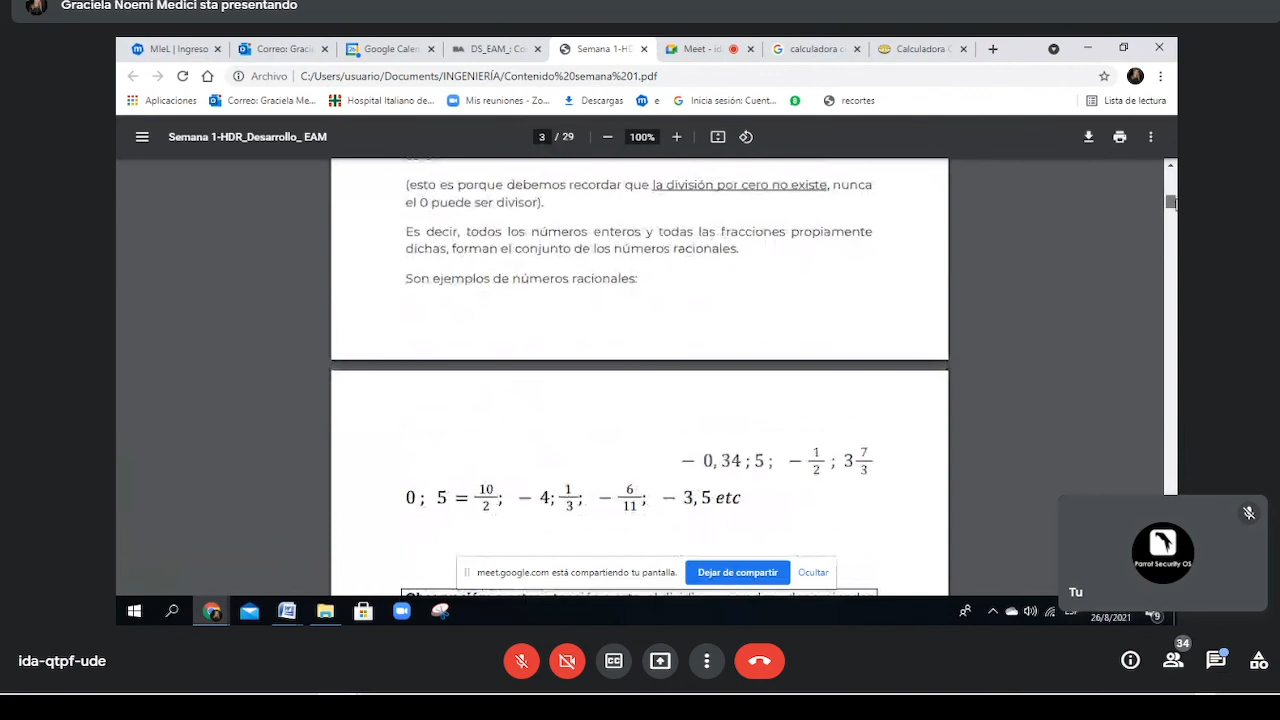 Graciela Noemi Medici sta presentando
MIeL | Ingreso
Correo: Graci
Google Calen
DS_EAM_: Co
Semana 1-HD
Meet - id
calculadora ci
Calculadora C
Archivo | C:/Users/usuario/Documents/INGENIERÍA/Contenido%20semana%201.pdf
Aplicaciones
Correo: Graciela Me...
Hospital Italiano de...
Mis reuniones - Zo...
Descargas
e
Inicia sesión: Cuent...
recortes
Lista de lectura
Semana 1-HDR_Desarrollo_ EAM
3 / 29
100%
(esto es porque debemos recordar que la división por cero no existe, nunca
el 0 puede ser divisor).
Es decir, todos los números enteros y todas las fracciones propiamente
dichas, forman el conjunto de los números racionales.
Son ejemplos de números racionales:
− 0, 34 ; 5 ; − 1/2 ; 3 7/3
0 ; 5 = 10/2; − 4; 1/3; − 6/11; − 3, 5 etc
meet.google.com está compartiendo tu pantalla.
Dejar de compartir
Ocultar
Parrot Security OS
Tu
26/8/2021
9
ida-qtpf-ude
34